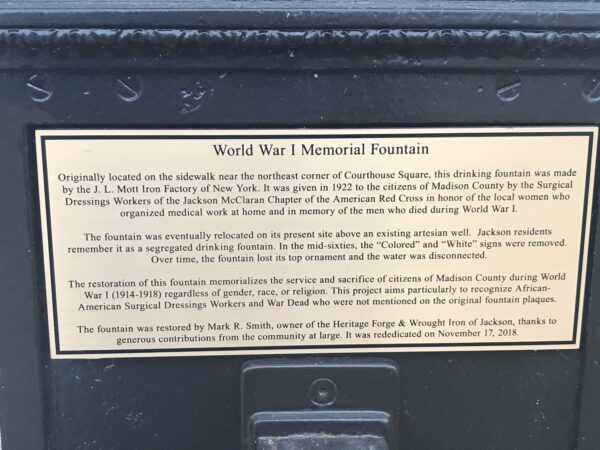 World War I Memorial Fountain
Originally located on the sidewalk near the northeast corner of Courthouse Square, this drinking fountain was made
by the J. L. Mott Iron Factory of New York. It was given in 1922 to the citizens of Madison County by the Surgical
Dressings Workers of the Jackson McClaran Chapter of the American Red Cross in honor of the local women who
organized medical work at home and in memory of the men who died during World War I.
The fountain was eventually relocated on its present site above an existing artesian well. Jackson residents
remember it as a segregated drinking fountain. In the mid-sixties, the “Colored” and “White” signs were removed.
Over time, the fountain lost its top ornament and the water was disconnected.
The restoration of this fountain memorializes the service and sacrifice of citizens of Madison County during World
War I (1914-1918) regardless of gender, race, or religion. This project aims particularly to recognize African-
American Surgical Dressings Workers and War Dead who were not mentioned on the original fountain plaques.
The fountain was restored by Mark R. Smith, owner of the Heritage Forge & Wrought Iron of Jackson, thanks to
generous contributions from the community at large. It was rededicated on November 17, 2018.